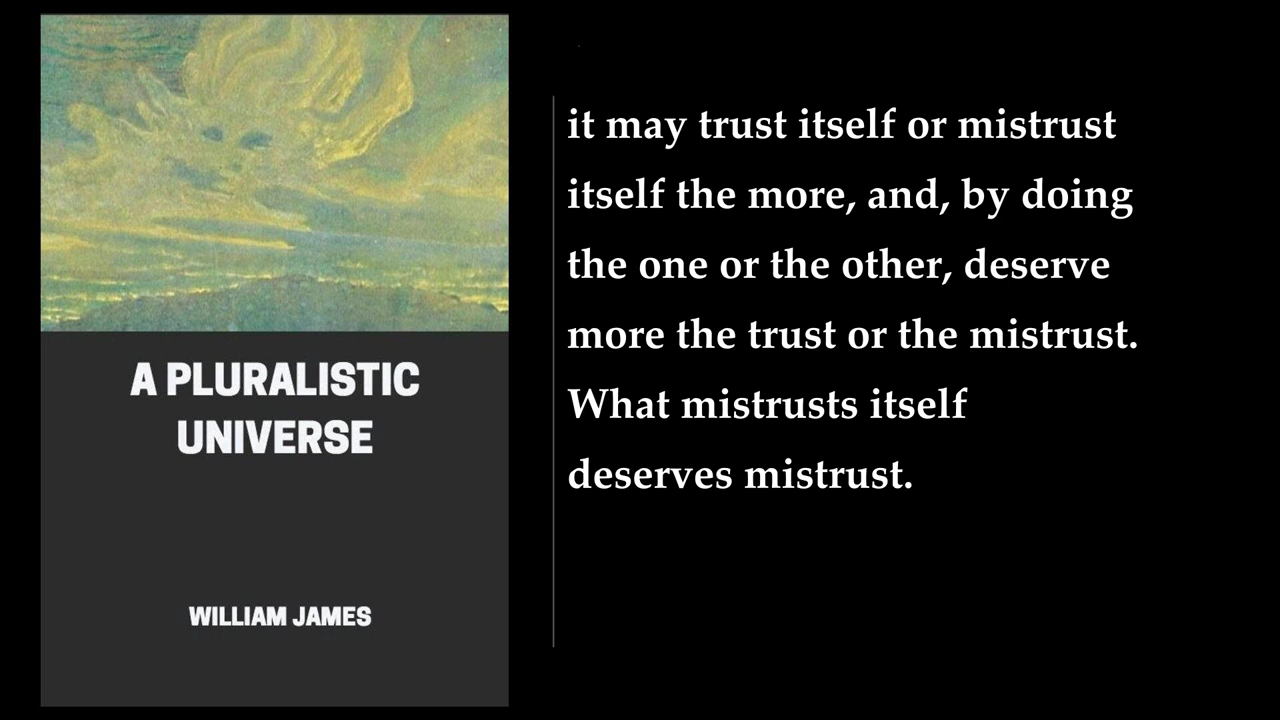 A PLURALISTIC
UNIVERSE
WILLIAM JAMES
it may trust itself or mistrust
itself the more, and, by doing
the one or the other, deserve
more the trust or the mistrust.
What mistrusts itself
deserves mistrust.